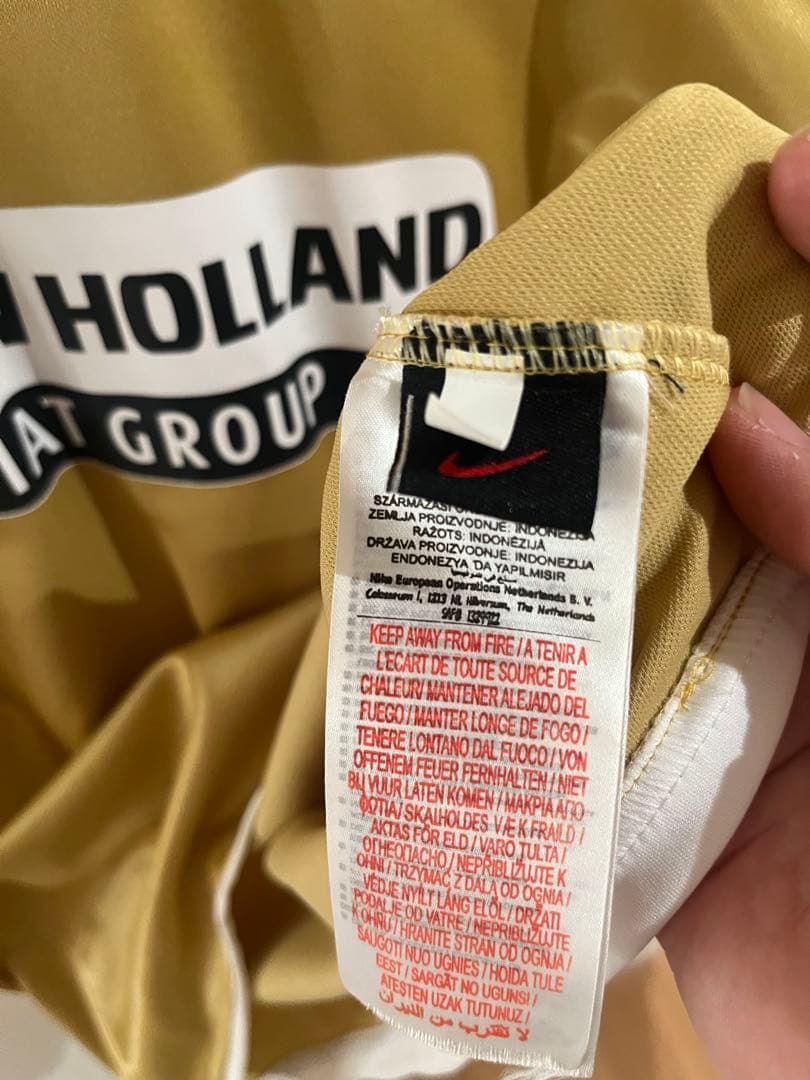 HOLLAND
AT GROUP
SZÁRMAZÁSI
ZEMLJA PROIZVODNJE: INDONEZIJA
RAŽOTS: INDONĒZIJĀ
DRŽAVA PROIZVODNJE: INDONEZIJA
ENDONEZYA 'DA YAPILMISIR
Nike European Operations Netherlands B. V.
Colosseum 1, 1213 NL Hilversum, The Netherlands
KEEP AWAY FROM FIRE / A TENIR A
L'ECART DE TOUTE SOURCE DE
CHALEUR/ MANTENER ALEJADO DEL
FUEGO / MANTER LONGE DE FOGO /
TENERE LONTANO DAL FUOCO / VON
OFFENEM FEUER FERNHALTEN / NIET
BIJ VUUR LATEN KOMEN / ΜΑΚΡΙΑ ΑΠΟ
ΦΩΤΙΑ / SKAL HOLDES VÆK FRA ILD /
AKTAS FÖR ELD / VARO TULTA /
ОГНЕОПАСНО / NEPŘIBLIŽUJTE K
OHNI / TRZYMAĆ Z DALA OD OGNIA /
VÉDJE NYÍLT LÁNG ELŐL / DRŽATI
PODALJE OD VATRE / NEPRIBLIŽUJTE
K OHŇU / HRANITE STRAN OD OGNJA /
SAUGOTI NUO UGNIES / HOIDA TULE
EEST / SARGĀT NO UGUNS /
ATESTEN UZAK TUTUNUZ /
لا تقترب من النيران